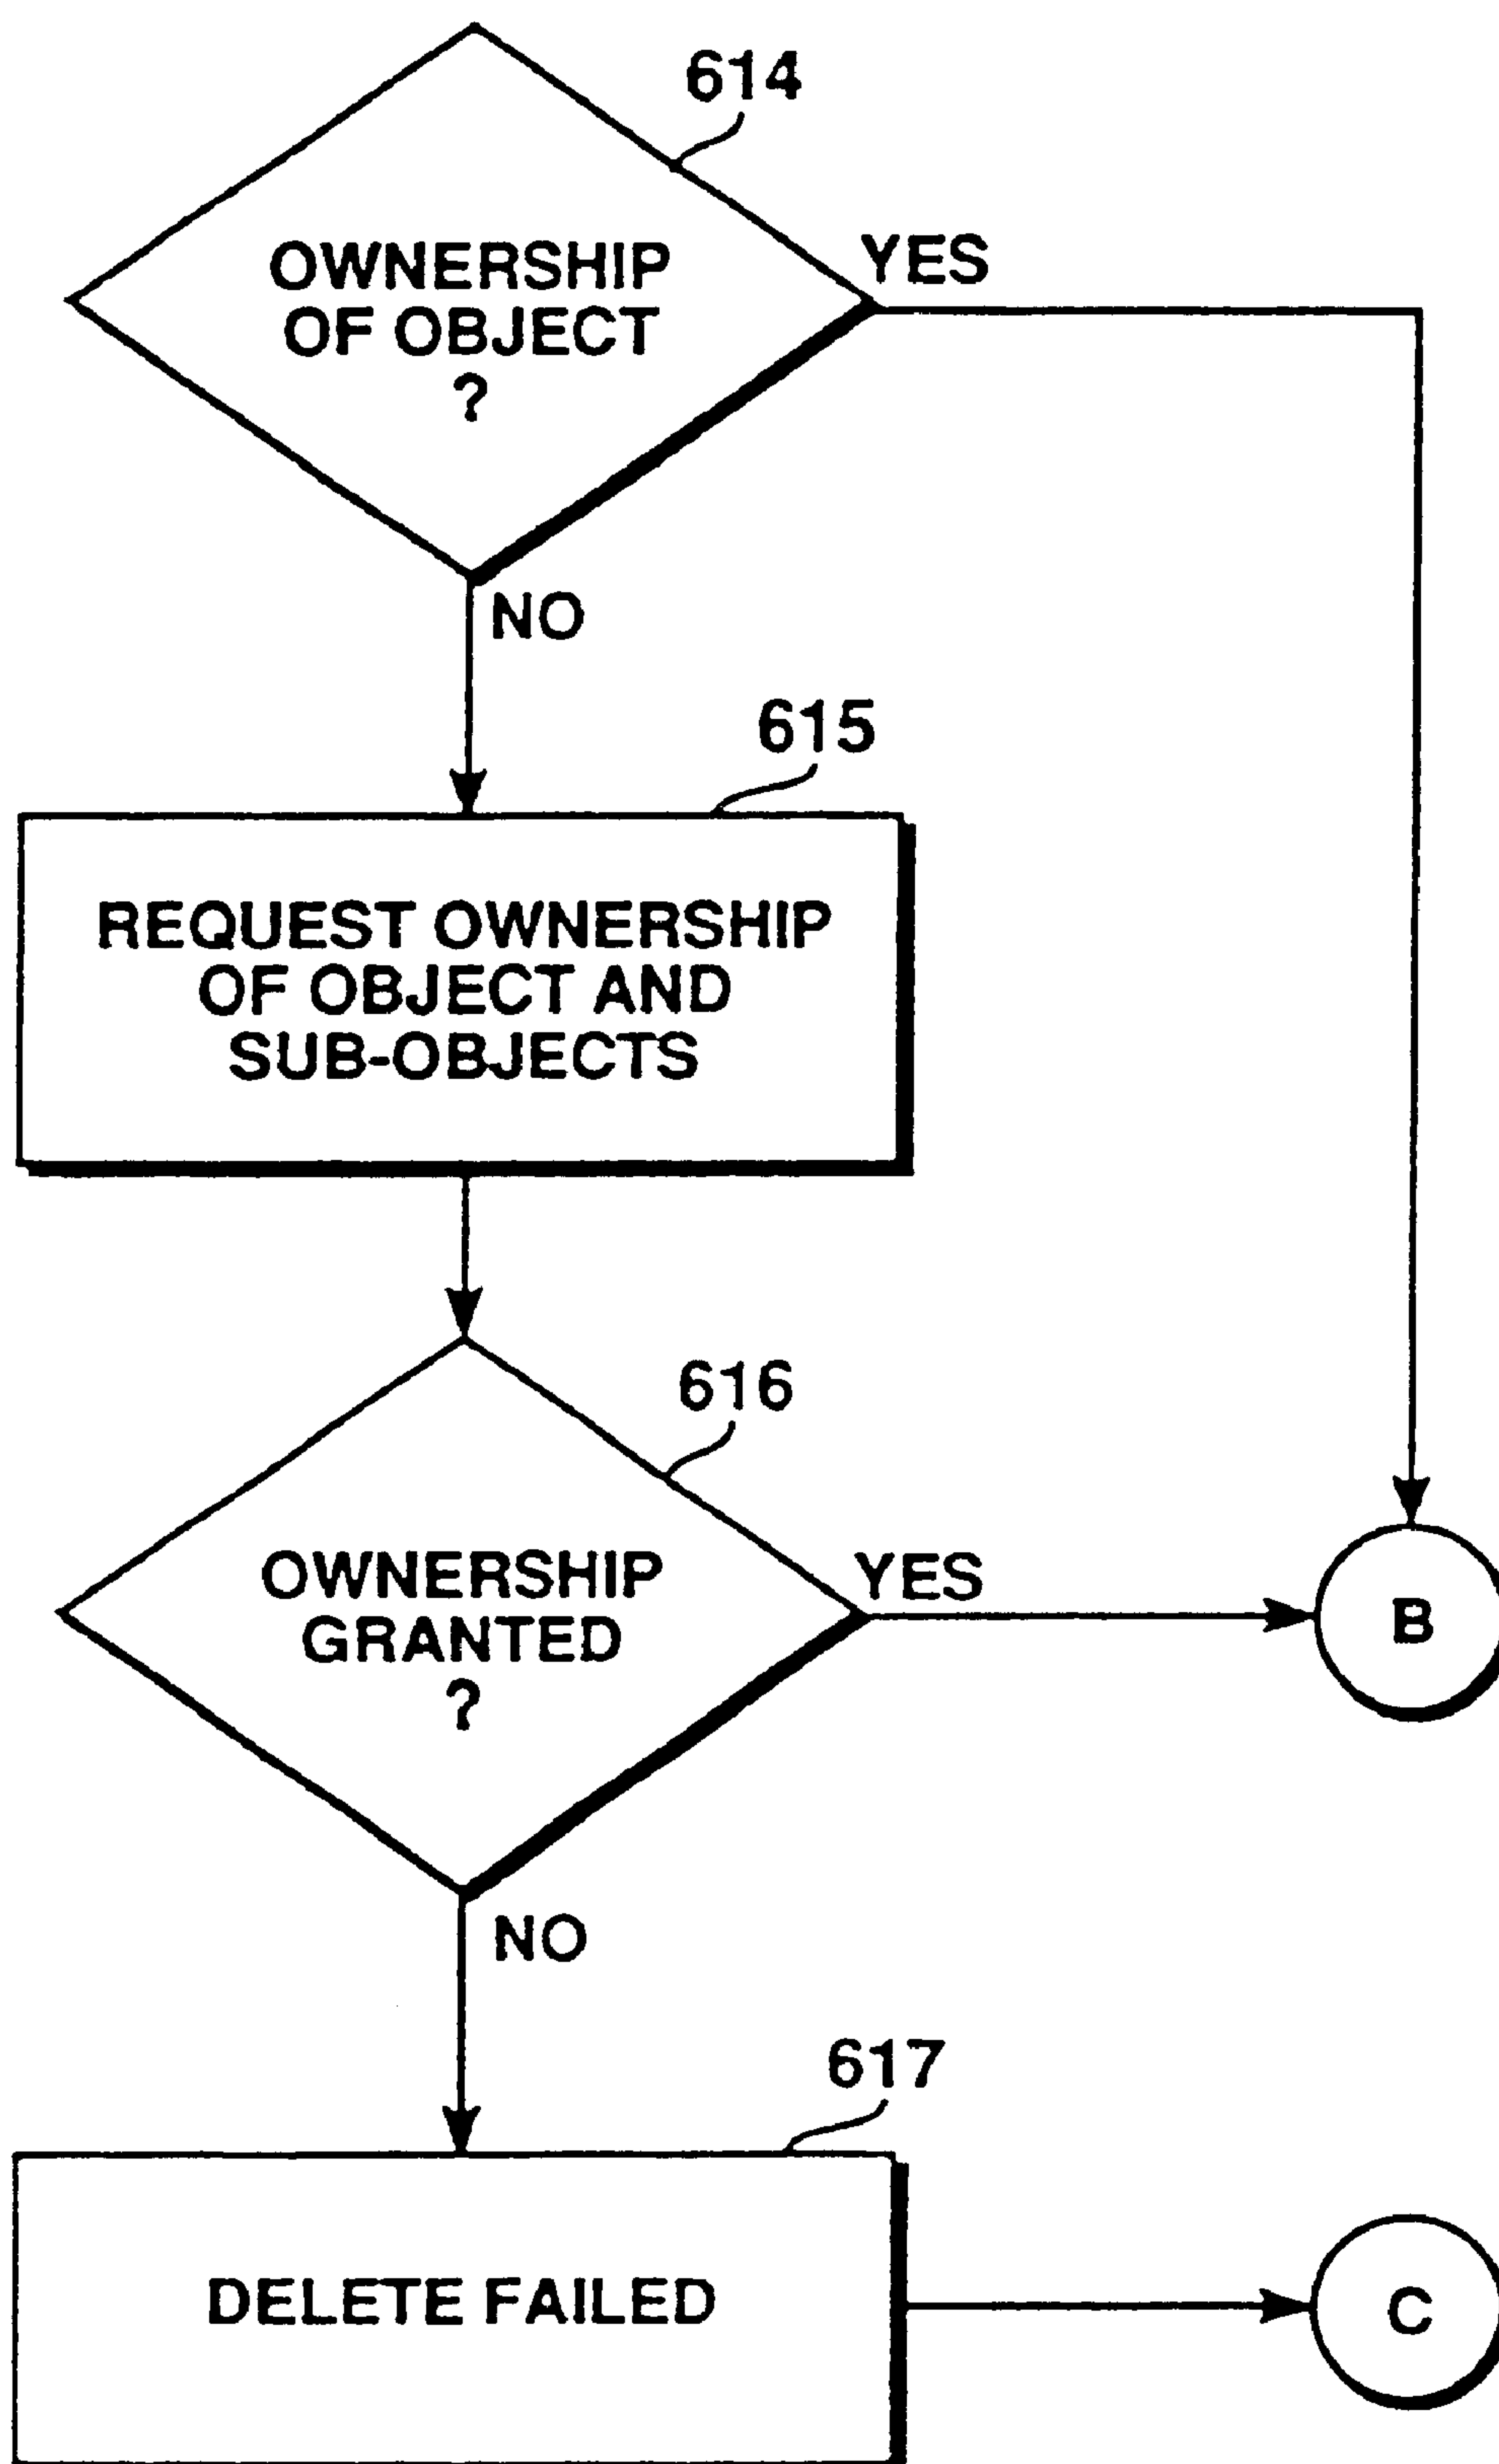 614
OWNERSHIP
OF OBJECT
?
YES
NO
615
REQUEST OWNERSHIP
OF OBJECT AND
SUB-OBJECTS
616
OWNERSHIP
GRANTED
?
YES
B
NO
617
DELETE FAILED
C